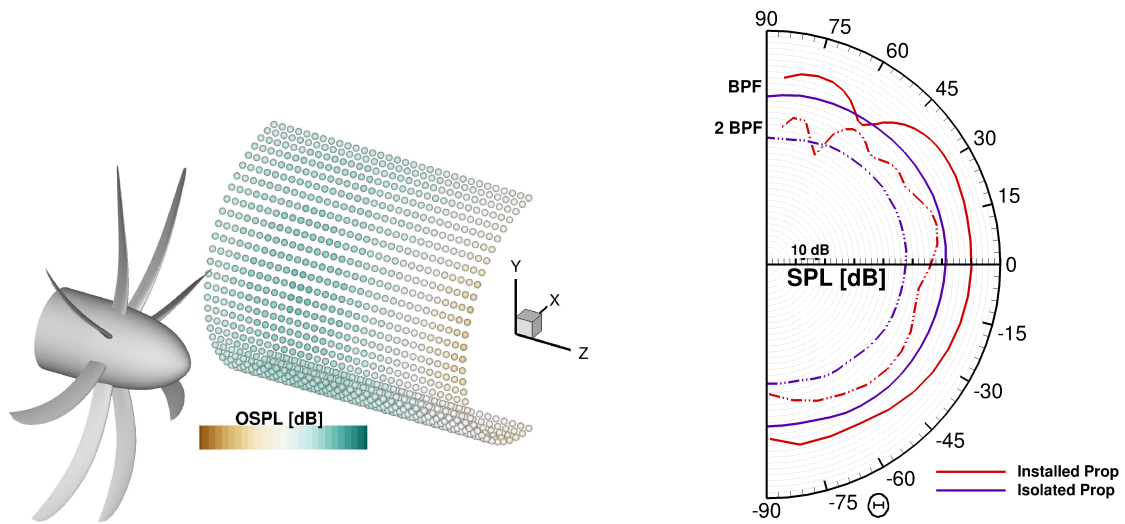 Y
X
Z
OSPL [dB]
90
75
60
45
30
15
0
-15
-30
-45
-60
-75
-90
BPF
2 BPF
10 dB
SPL [dB]
Θ
Installed Prop
Isolated Prop